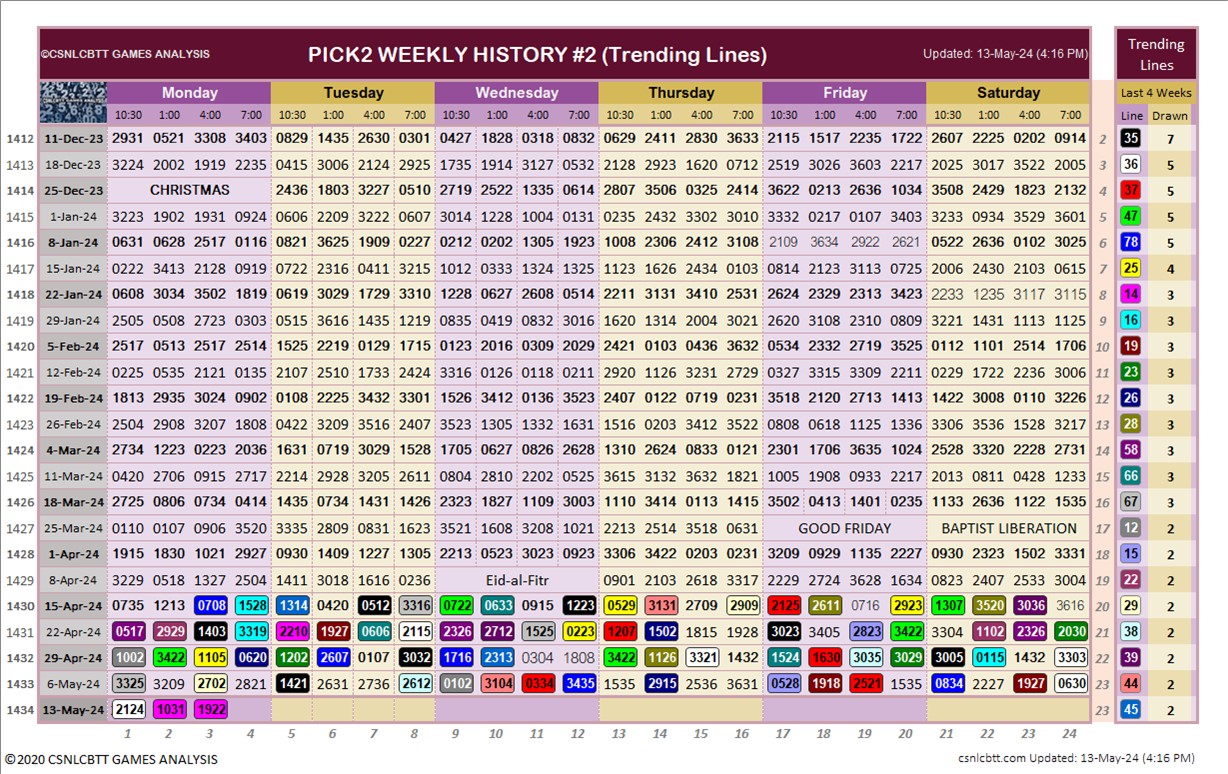 ©CSNLCBTT GAMES ANALYSIS PICK2 WEEKLY HISTORY #2 (Trending Lines) Updated: 13-May-24 (4:16 PM) Trending Lines
Monday Tuesday Wednesday Thursday Friday Saturday Last 4 Weeks
10:30 1:00 4:00 7:00 10:30 1:00 4:00 7:00 10:30 1:00 4:00 7:00 10:30 1:00 4:00 7:00 10:30 1:00 4:00 7:00 10:30 1:00 4:00 7:00 Line Drawn
1412 11-Dec-23 2931 0521 3308 3403 0829 1435 2630 0301 0427 1828 0318 0832 0629 2411 2830 3633 2115 1517 2235 1722 2607 2225 0202 0914 2 35 7
1413 18-Dec-23 3224 2002 1919 2235 0415 3006 2124 2925 1735 1914 3127 0532 2128 2923 1620 0712 2519 3026 3603 2217 2025 3017 3522 2005 3 36 5
1414 25-Dec-23 CHRISTMAS 2436 1803 3227 0510 2719 2522 1335 0614 2807 3506 0325 2414 3622 0213 2636 1034 3508 2429 1823 2132 4 37 5
1415 1-Jan-24 3223 1902 1931 0924 0606 2209 3222 0607 3014 1228 1004 0131 0235 2432 3302 3010 3332 0217 0107 3403 3233 0934 3529 3601 5 47 5
1416 8-Jan-24 0631 0628 2517 0116 0821 3625 1909 0227 0212 0202 1305 1923 1008 2306 2412 3108 2109 3634 2922 2621 0522 2636 0102 3025 6 78 5
1417 15-Jan-24 0222 3413 2128 0919 0722 2316 0411 3213 1012 0333 1324 1325 1123 1626 2434 0103 0814 2123 3113 0725 2006 2430 2103 0615 7 25 4
1418 22-Jan-24 0608 3034 3502 1819 0619 3029 1729 3311 1228 0627 2608 0514 2211 3131 3410 2531 2624 2329 2313 3423 2233 1235 3117 3115 8 14 3
1419 29-Jan-24 2505 0508 2723 0303 0515 3616 1435 1213 0835 0419 0832 3016 1620 1314 2004 3021 2620 3108 2310 0809 3221 1431 1113 1125 9 16 3
1420 5-Feb-24 2517 0513 2517 2514 1525 2219 0129 1715 0123 2016 0309 2029 2421 0103 0436 3632 0534 2332 2719 3525 0112 1101 2514 1706 10 19 3
1421 12-Feb-24 0225 0535 2121 0135 2107 2510 1733 2424 3316 0126 0118 0211 2920 1126 3231 2729 0327 3315 3309 2211 0229 1722 2236 3006 11 23 3
1422 19-Feb-24 1813 2935 3024 0902 0108 2225 3432 3301 1526 3412 0136 3523 2407 0122 0719 0231 3518 2120 2713 1413 1422 3008 0110 3226 12 26 3
1423 26-Feb-24 2504 2908 3207 1808 0422 3209 3516 2407 3523 1305 1332 1631 1516 0203 3412 3522 0808 0618 1125 1336 3306 3536 1528 3217 13 28 3
1424 4-Mar-24 2734 1223 0223 2036 1631 0719 3029 1525 1705 0627 0826 2628 1310 2624 0833 0121 2301 1706 3635 1024 2528 3320 2228 2731 14 58 3
1425 11-Mar-24 0420 2706 0915 2717 2214 2928 3205 2611 0804 2810 2202 0525 3615 3132 3632 1821 1005 1908 0933 2217 2013 0811 0428 1233 15 66 3
1426 18-Mar-24 2725 0806 0734 0414 1435 0734 1431 1426 2323 1827 1109 3003 1110 3414 0113 1415 3502 0413 1401 0235 1133 2636 1122 1535 16 67 3
1427 25-Mar-24 0110 0107 0906 3520 3335 2809 0831 1623 3521 1608 3208 1021 2213 2514 3518 0631 GOOD FRIDAY BAPTIST LIBERATION 17 12 2
1428 1-Apr-24 1915 1830 1021 2927 0930 1409 1227 1305 2213 0523 3023 0923 3306 3422 0203 0231 3209 0929 1135 2227 0930 2323 1502 3331 18 15 2
1429 8-Apr-24 3229 0518 1327 2504 1411 3018 1616 0236 Eid-al-Fitr 0901 2103 2618 3317 2229 2724 3628 1634 0823 2407 2533 3004 19 22 2
1430 15-Apr-24 0735 1213 0708 1528 1314 0420 0512 3316 0722 0633 0915 1223 0529 3131 2709 2909 2125 2611 0716 2923 1307 3520 3036 3616 20 29 2
1431 22-Apr-24 0517 2929 1403 3319 2210 1927 0606 2115 2326 2712 1525 0223 1207 1502 1815 1928 3023 3405 2823 3422 3304 1102 2326 2030 21 38 2
1432 29-Apr-24 1002 3422 1105 0620 1202 2607 0107 3032 1716 2313 0304 1808 3422 1126 3321 1432 1524 1630 3035 3029 3005 0115 1432 3303 22 39 2
1433 6-May-24 3325 3209 2702 2821 1421 2631 2736 2612 0102 3104 0334 3435 1535 2915 2536 3631 0528 1918 2521 1535 0834 2227 1927 0630 23 44 2
1434 13-May-24 2124 1031 1922 23 45 2
1 2 3 4 5 6 7 8 9 10 11 12 13 14 15 16 17 18 19 20 21 22 23 24
©2020 CSNLCBTT GAMES ANALYSIS csnlcbtt.com Updated: 13-May-24 (4:16 PM)